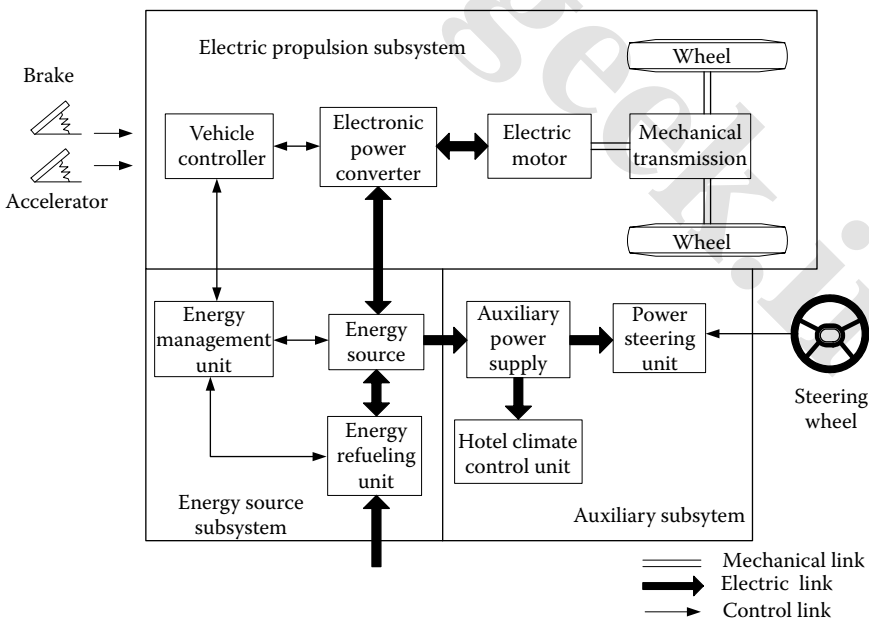 Electric propulsion subsystem
Wheel
Brake
Vehicle
controller
Electronic
power
converter
Electric
motor
Mechanical
transmission
Accelerator
Wheel
Energy
management
unit
Energy
source
Auxiliary
power
supply
Power
steering
unit
Steering
wheel
Energy
refueling
unit
Hotel climate
control unit
Energy source
subsystem
Auxiliary subsytem
Mechanical link
Electric link
Control link
geek.in